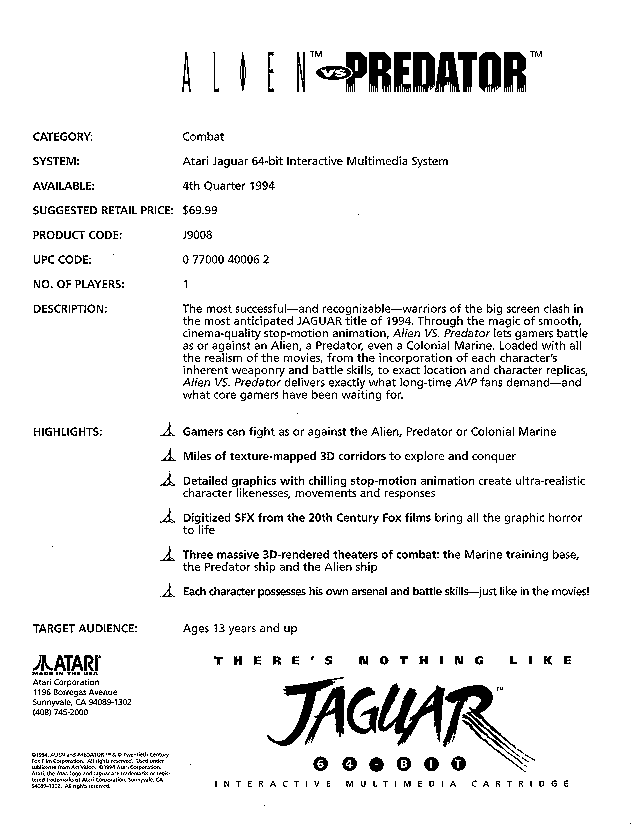 ALIEN™ VS PREDATOR™
CATEGORY: Combat
SYSTEM: Atari Jaguar 64-bit Interactive Multimedia System
AVAILABLE: 4th Quarter 1994
SUGGESTED RETAIL PRICE: $69.99
PRODUCT CODE: J9008
UPC CODE: 0 77000 40006 2
NO. OF PLAYERS: 1
DESCRIPTION: The most successful—and recognizable—warriors of the big screen clash in
the most anticipated JAGUAR title of 1994. Through the magic of smooth,
cinema-quality stop-motion animation, Alien VS. Predator lets gamers battle
as or against an Alien, a Predator, even a Colonial Marine. Loaded with all
the realism of the movies, from the incorporation of each character's
inherent weaponry and battle skills, to exact location and character replicas,
Alien VS. Predator delivers exactly what long-time AVP fans demand—and
what core gamers have been waiting for.
HIGHLIGHTS: Gamers can fight as or against the Alien, Predator or Colonial Marine
Miles of texture-mapped 3D corridors to explore and conquer
Detailed graphics with chilling stop-motion animation create ultra-realistic
character likenesses, movements and responses
Digitized SFX from the 20th Century Fox films bring all the graphic horror
to life
Three massive 3D-rendered theaters of combat: the Marine training base,
the Predator ship and the Alien ship
Each character possesses his own arsenal and battle skills—just like in the movies!
TARGET AUDIENCE: Ages 13 years and up
ATARI®
MADE IN THE USA
Atari Corporation
1196 Borregas Avenue
Sunnyvale, CA 94089-1302
(408) 745-2000
©1994, ALIEN and PREDATOR ™ & © Twentieth Century
Fox Film Corporation. All rights reserved. Used under
sublicense from Activision. ©1994 Atari Corporation.
Atari, the Atari logo and Jaguar are trademarks or regis-
tered trademarks of Atari Corporation, Sunnyvale, CA
94089-1302. All rights reserved.
THERE'S NOTHING LIKE
JAGUAR™
64-BIT
INTERACTIVE MULTIMEDIA CARTRIDGE